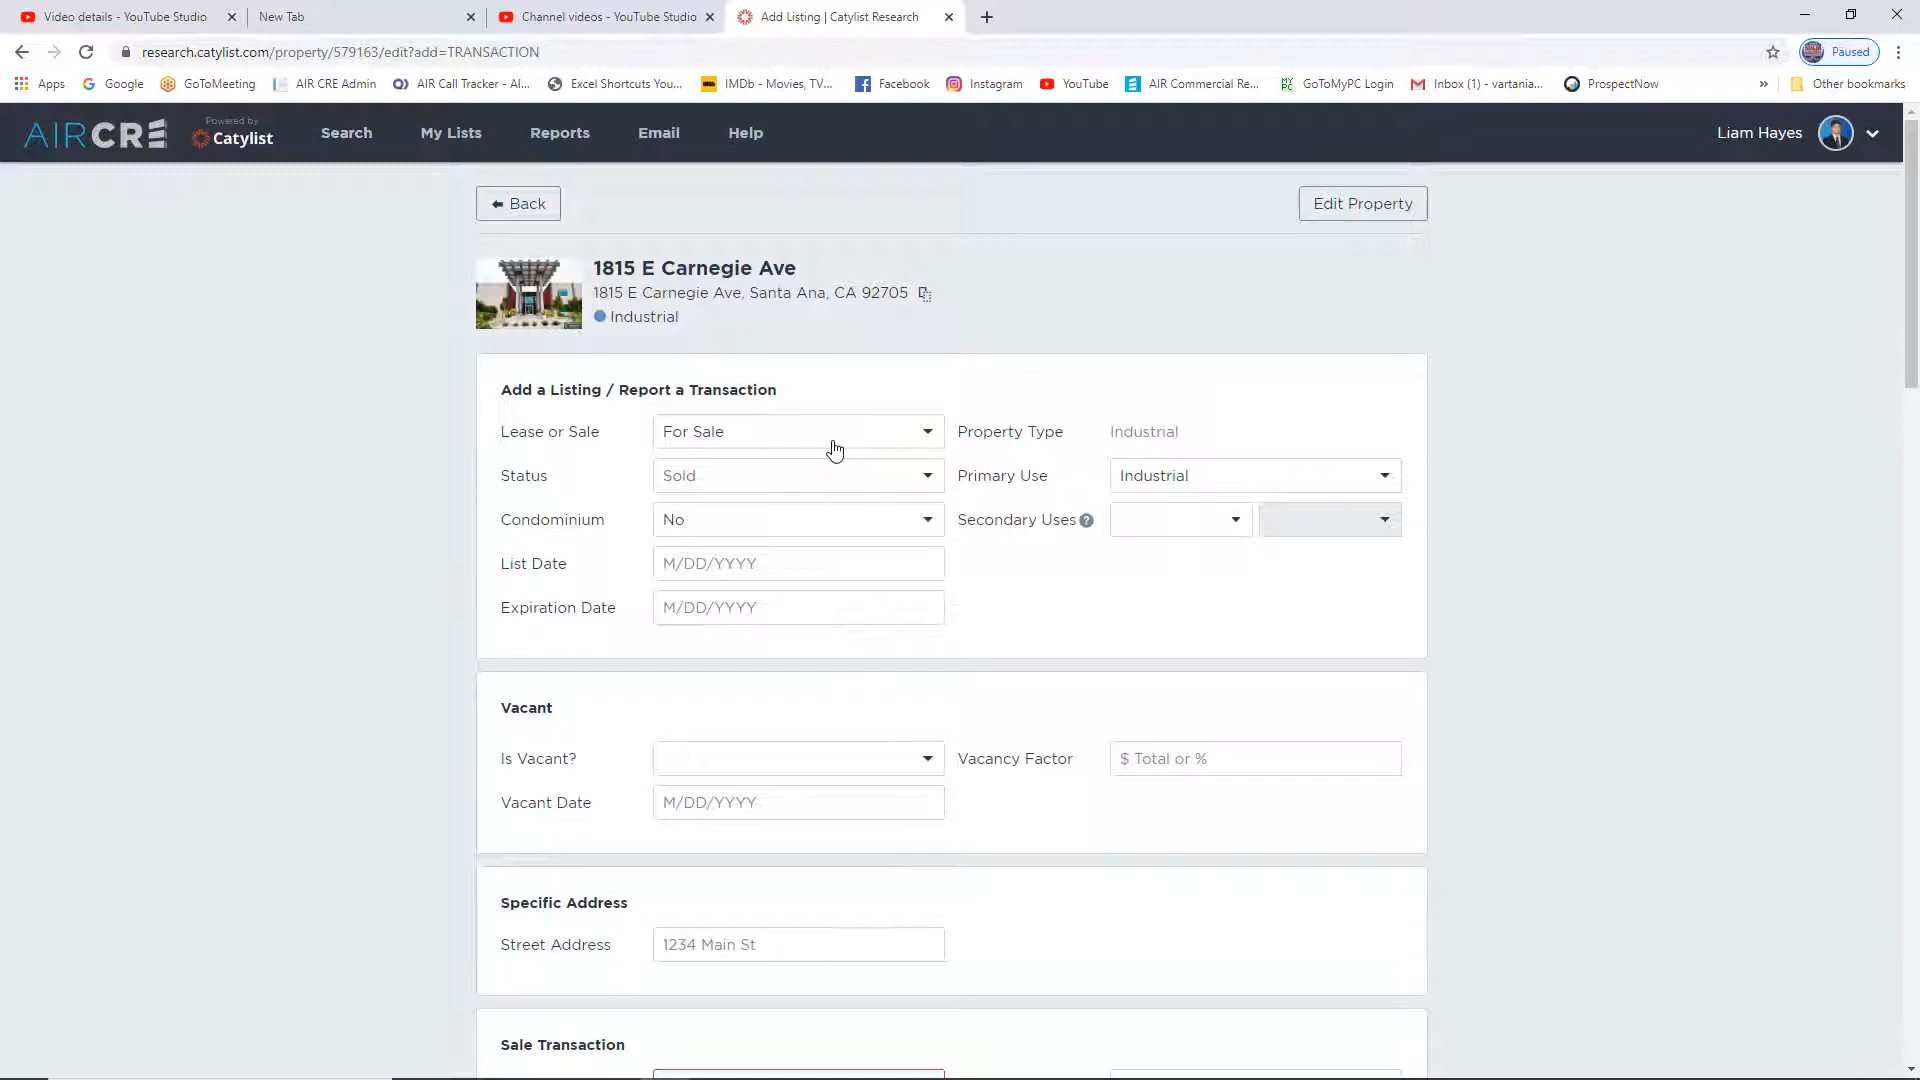 Video details - YouTube Studio
New Tab
Channel videos - YouTube Studio
Add Listing | Catylist Research
research.catylist.com/property/579163/edit?add=TRANSACTION
Paused
Apps
Google
GoToMeeting
AIR CRE Admin
AIR Call Tracker - Al...
Excel Shortcuts You...
IMDb - Movies, TV...
Facebook
Instagram
YouTube
AIR Commercial Re...
GoToMyPC Login
Inbox (1) - vartania...
ProspectNow
»
Other bookmarks
AIRCRE
Powered by
Catylist
Search
My Lists
Reports
Email
Help
Liam Hayes
Back
Edit Property
1815 E Carnegie Ave
1815 E Carnegie Ave, Santa Ana, CA 92705
Industrial
Add a Listing / Report a Transaction
Lease or Sale
For Sale
Property Type
Industrial
Status
Sold
Primary Use
Industrial
Condominium
No
Secondary Uses ?
List Date
M/DD/YYYY
Expiration Date
M/DD/YYYY
Vacant
Is Vacant?
Vacancy Factor
$ Total or %
Vacant Date
M/DD/YYYY
Specific Address
Street Address
1234 Main St
Sale Transaction